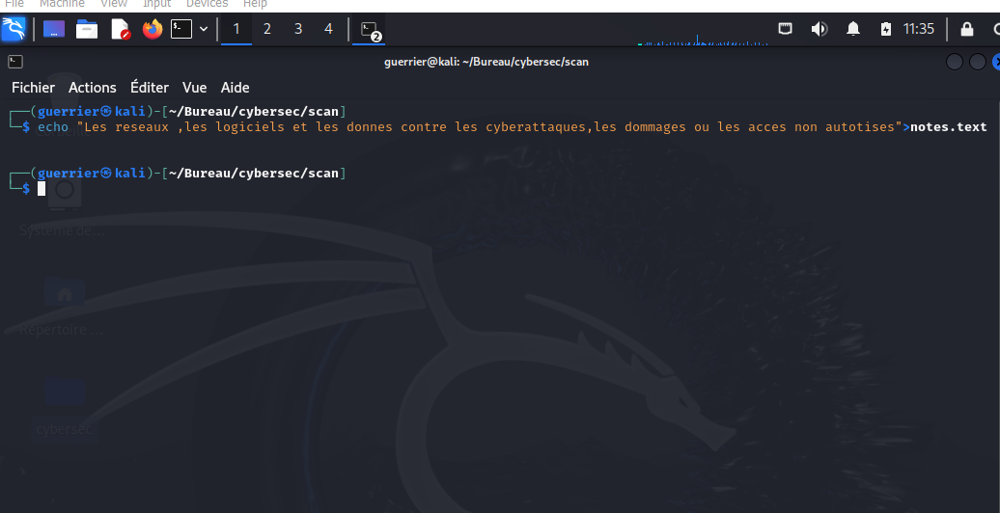 File Machine View Input Devices Help
1 2 3 4 2 11:35
guerrier@kali: ~/Bureau/cybersec/scan
Fichier Actions Éditer Vue Aide
┌──(guerrier㉿kali)-[~/Bureau/cybersec/scan]
└─$ echo "Les reseaux ,les logiciels et les donnes contre les cyberattaques,les dommages ou les acces non autotises">notes.text
┌──(guerrier㉿kali)-[~/Bureau/cybersec/scan]
└─$
Système de...
Répertoire ...
cybersec